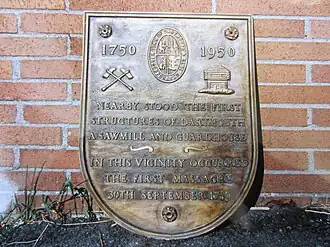 1750 1950
NEARBY STOOD THE FIRST
STRUCTURES OF DARTMOUTH
A SAWMILL AND GUARDHOUSE
IN THIS VICINITY OCCURRED
THE FIRST MASSACRE
30TH SEPTEMBER 1749